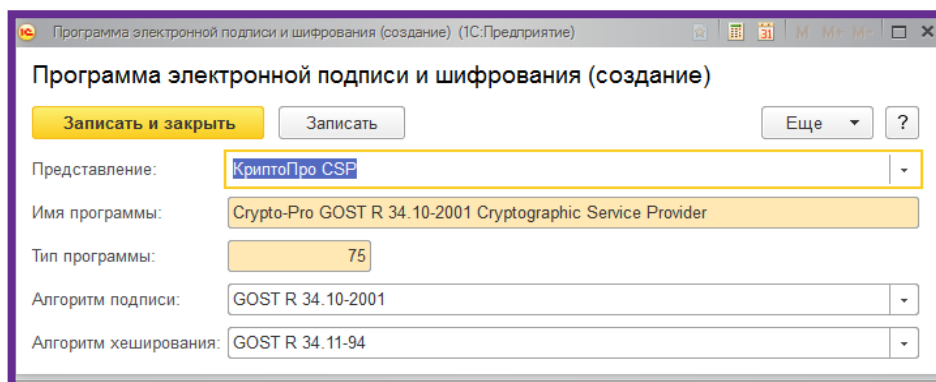 1С Программа электронной подписи и шифрования (создание) (1С:Предприятие) 31 M M+ M-
Программа электронной подписи и шифрования (создание)
Записать и закрыть Записать Еще ?
Представление: КриптоПро CSP
Имя программы: Crypto-Pro GOST R 34.10-2001 Cryptographic Service Provider
Тип программы: 75
Алгоритм подписи: GOST R 34.10-2001
Алгоритм хеширования: GOST R 34.11-94